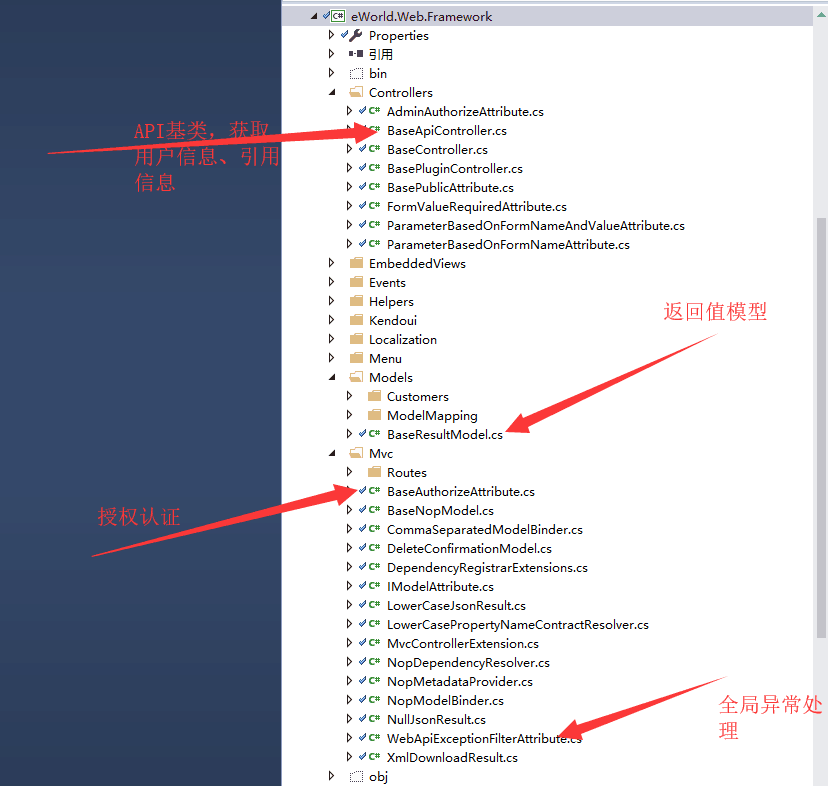 eWorld.Web.Framework
Properties
引用
bin
Controllers
AdminAuthorizeAttribute.cs
API基类，获取
用户信息、引用
信息
BaseApiController.cs
BaseController.cs
BasePluginController.cs
BasePublicAttribute.cs
FormValueRequiredAttribute.cs
ParameterBasedOnFormNameAndValueAttribute.cs
ParameterBasedOnFormNameAttribute.cs
EmbeddedViews
Events
Helpers
Kendoui
Localization
Menu
返回值模型
Models
Customers
ModelMapping
BaseResultModel.cs
Mvc
Routes
授权认证
BaseAuthorizeAttribute.cs
BaseNopModel.cs
CommaSeparatedModelBinder.cs
DeleteConfirmationModel.cs
DependencyRegistrarExtensions.cs
IModelAttribute.cs
LowerCaseJsonResult.cs
LowerCasePropertyNameContractResolver.cs
MvcControllerExtension.cs
NopDependencyResolver.cs
NopMetadataProvider.cs
NopModelBinder.cs
NullJsonResult.cs
全局异常处
理
WebApiExceptionFilterAttribute.cs
XmlDownloadResult.cs
obj